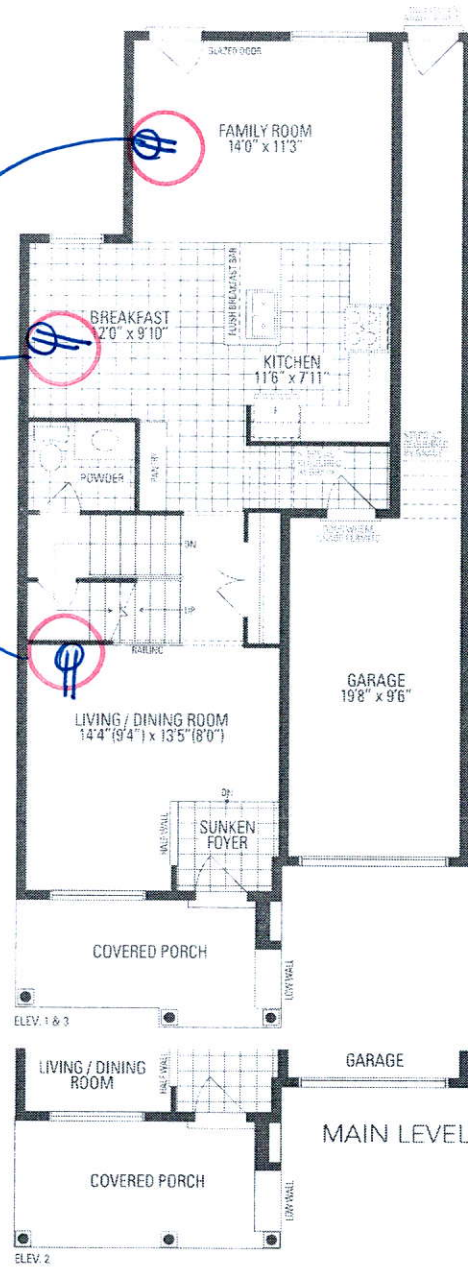 GLAZED DOOR
FAMILY ROOM
14'0" x 11'3"
FLUSH BREAKFAST BAR
BREAKFAST
2'0" x 9'10"
KITCHEN
11'6" x 7'11"
POWDER
PANTRY
DN
UP
RAILING
GARAGE
19'8" x 9'6"
LIVING / DINING ROOM
14'4"(9'4") x 13'5"(8'0")
DN
HALF WALL
SUNKEN
FOYER
COVERED PORCH
LOW WALL
ELEV. 1 & 3
LIVING / DINING
ROOM
HALF WALL
GARAGE
MAIN LEVEL
COVERED PORCH
LOW WALL
ELEV. 2